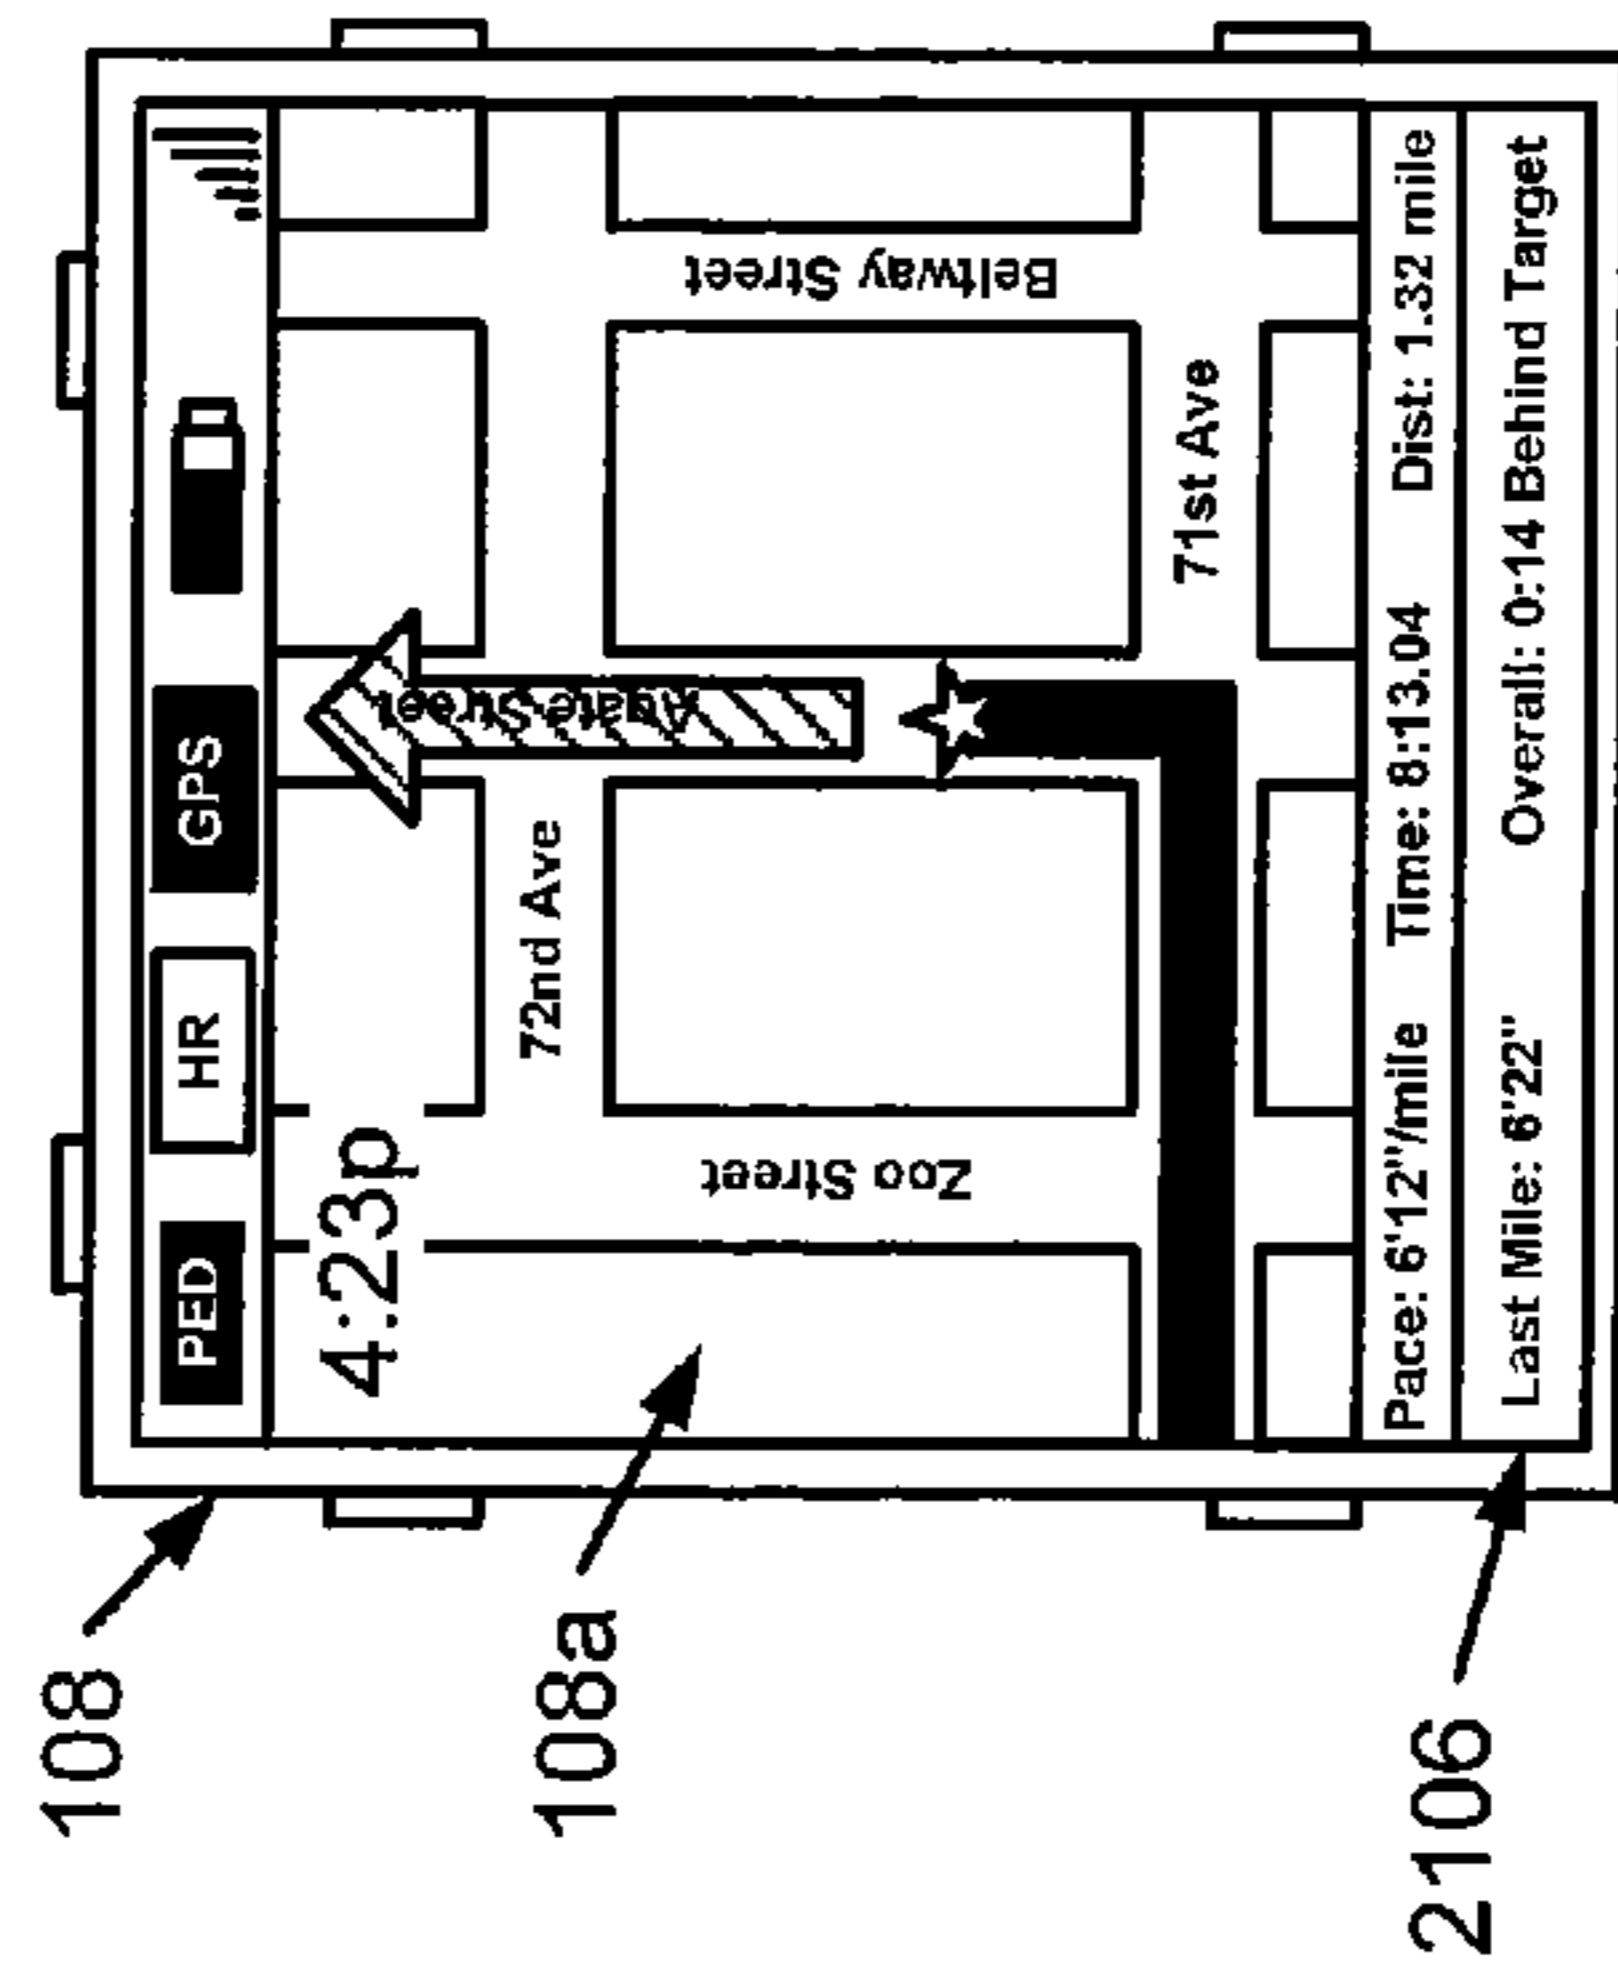 108
108a
2106
PED HR GPS
4:23p
72nd Ave
Agate Street
Zoo Street
Beltway Street
71st Ave
Pace: 6'12"/mile Time: 8:13.04 Dist: 1.32 mile
Last Mile: 6'22" Overall: 0:14 Behind Target